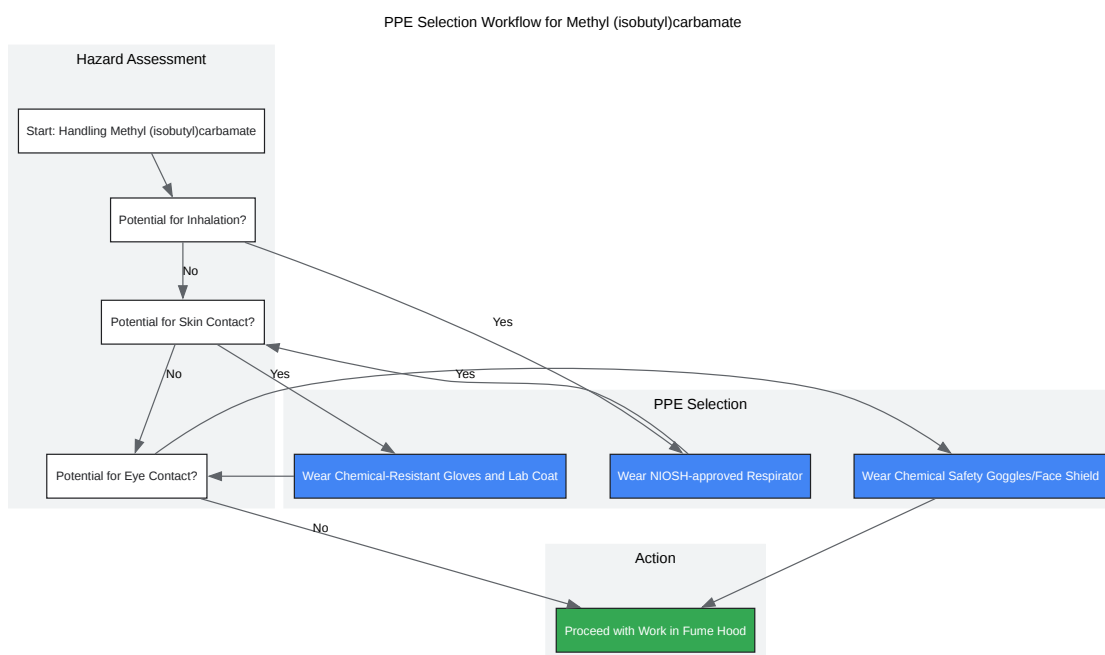 PPE Selection Workflow for Methyl (isobutyl)carbamate
Hazard Assessment
Start: Handling Methyl (isobutyl)carbamate
Potential for Inhalation?
No
Potential for Skin Contact?
Yes
No
Yes
Yes
PPE Selection
Potential for Eye Contact?
Wear Chemical-Resistant Gloves and Lab Coat
Wear NIOSH-approved Respirator
Wear Chemical Safety Goggles/Face Shield
No
Action
Proceed with Work in Fume Hood